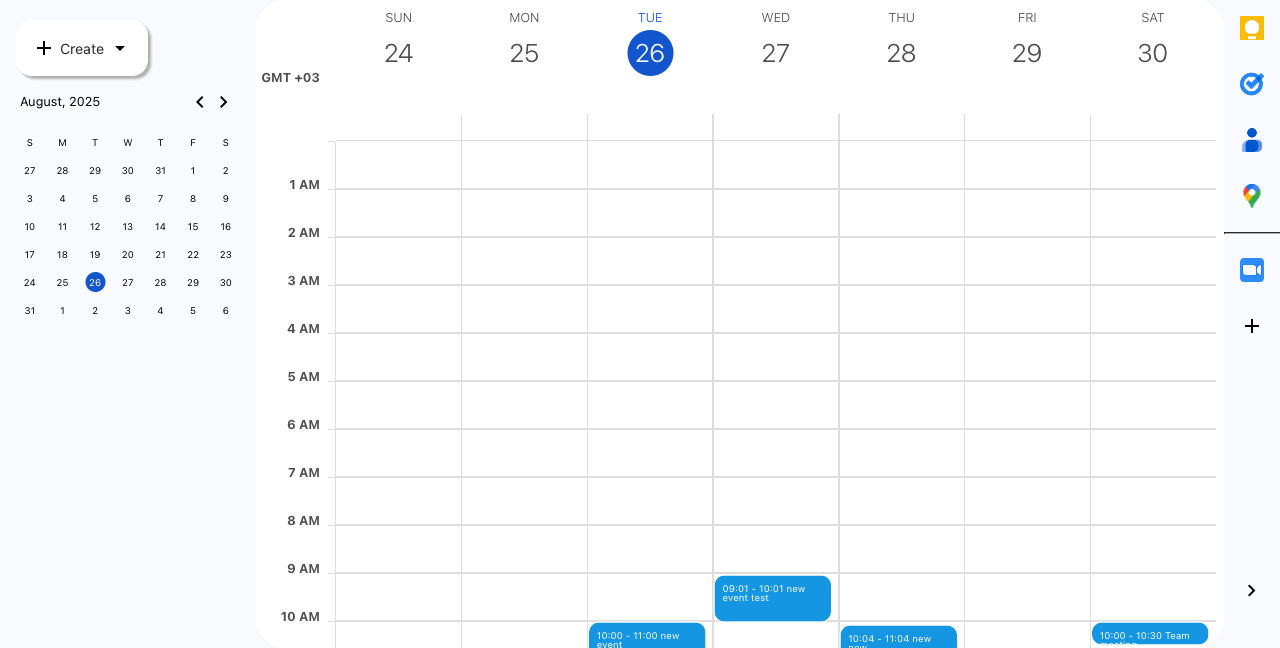 Create
August, 2025
S M T W T F S
27 28 29 30 31 1 2
3 4 5 6 7 8 9
10 11 12 13 14 15 16
17 18 19 20 21 22 23
24 25 26 27 28 29 30
31 1 2 3 4 5 6
SUN MON TUE WED THU FRI SAT
24 25 26 27 28 29 30
GMT +03
1 AM
2 AM
3 AM
4 AM
5 AM
6 AM
7 AM
8 AM
9 AM
09:01 - 10:01 new
event test
10 AM
10:00 - 11:00 new
event
10:04 - 11:04 new
new
10:00 - 10:30 Team
meeting